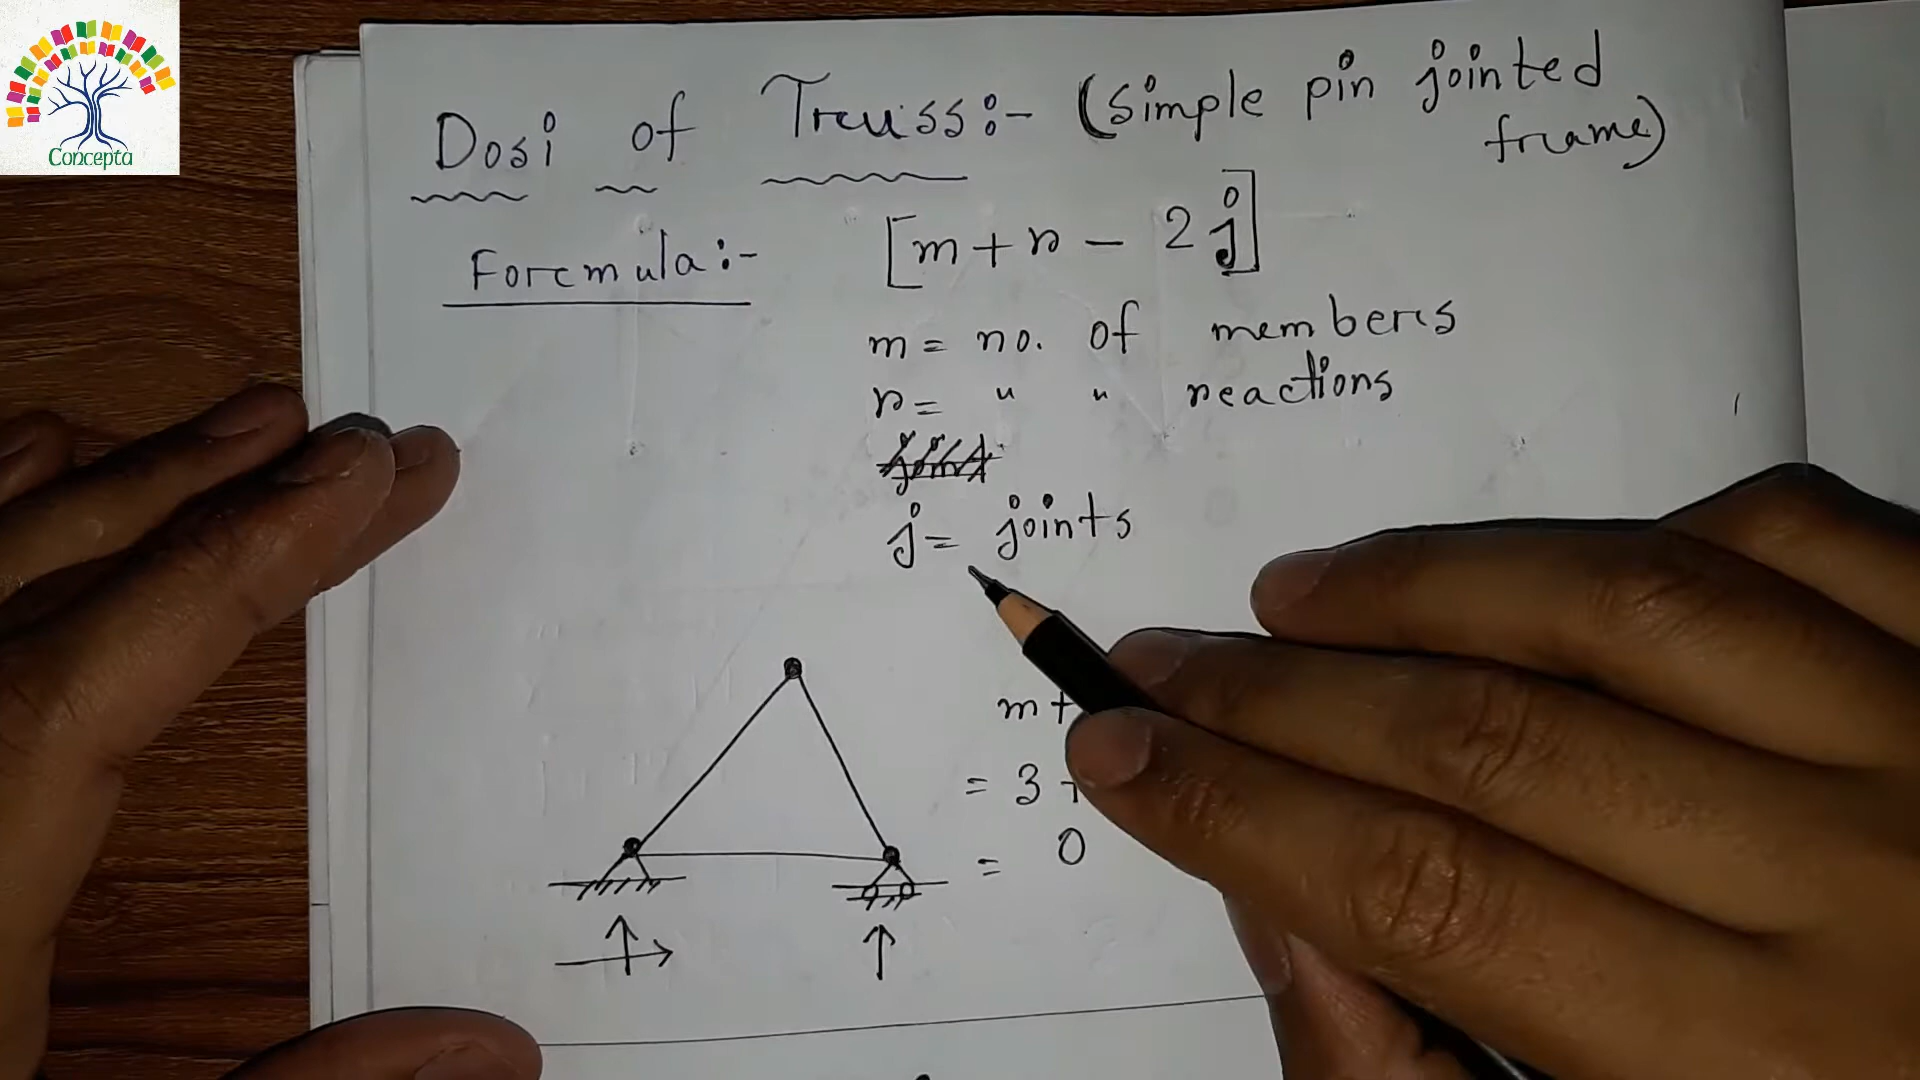 Concepta
Dosi of Truss:- (simple pin jointed
frame)
Formula:- [m + r - 2j]
m = no. of members
r = " " reactions
j = joints
m +
= 3 +
= 0